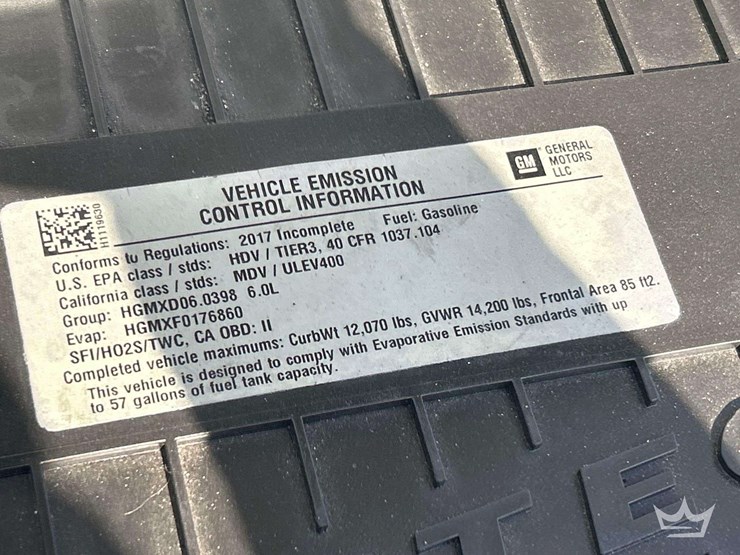 VEHICLE EMISSION
CONTROL INFORMATION
GM
GENERAL
MOTORS
LLC
H1119630
Conforms to Regulations: 2017 Incomplete Fuel: Gasoline
U.S. EPA class / stds: HDV / TIER3, 40 CFR 1037.104
California class / stds: MDV / ULEV400
Group: HGMXD06.0398 6.0L
Evap: HGMXF0176860
SFI/HO2S/TWC, CA OBD: II
Completed vehicle maximums: CurbWt 12,070 lbs, GVWR 14,200 lbs, Frontal Area 85 ft2.
This vehicle is designed to comply with Evaporative Emission Standards with up
to 57 gallons of fuel tank capacity.